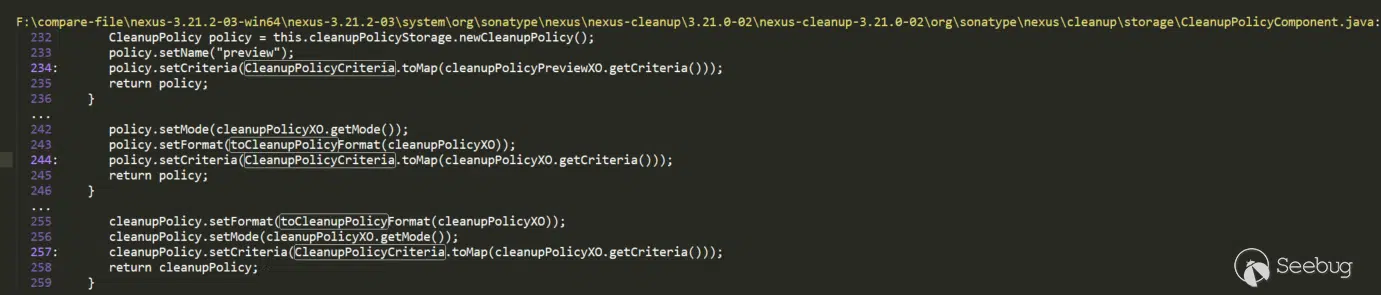 F:\compare-file\nexus-3.21.2-03-win64\nexus-3.21.2-03\system\org\sonatype\nexus\nexus-cleanup\3.21.0-02\nexus-cleanup-3.21.0-02\org\sonatype\nexus\cleanup\storage\CleanupPolicyComponent.java:
232 CleanupPolicy policy = this.cleanupPolicyStorage.newCleanupPolicy();
233 policy.setName("preview");
234: policy.setCriteria(CleanupPolicyCriteria.toMap(cleanupPolicyPreviewXO.getCriteria()));
235 return policy;
236 }
...
242 policy.setMode(cleanupPolicyXO.getMode());
243 policy.setFormat(toCleanupPolicyFormat(cleanupPolicyXO));
244: policy.setCriteria(CleanupPolicyCriteria.toMap(cleanupPolicyXO.getCriteria()));
245 return policy;
246 }
...
255 cleanupPolicy.setFormat(toCleanupPolicyFormat(cleanupPolicyXO));
256 cleanupPolicy.setMode(cleanupPolicyXO.getMode());
257: cleanupPolicy.setCriteria(CleanupPolicyCriteria.toMap(cleanupPolicyXO.getCriteria()));
258 return cleanupPolicy;
259 }
Seebug